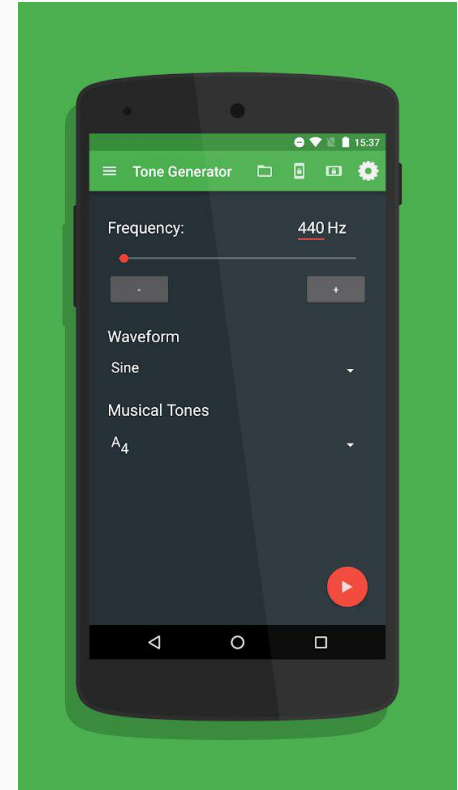 15:37
Tone Generator
Frequency: 440 Hz
- +
Waveform
Sine
Musical Tones
A4